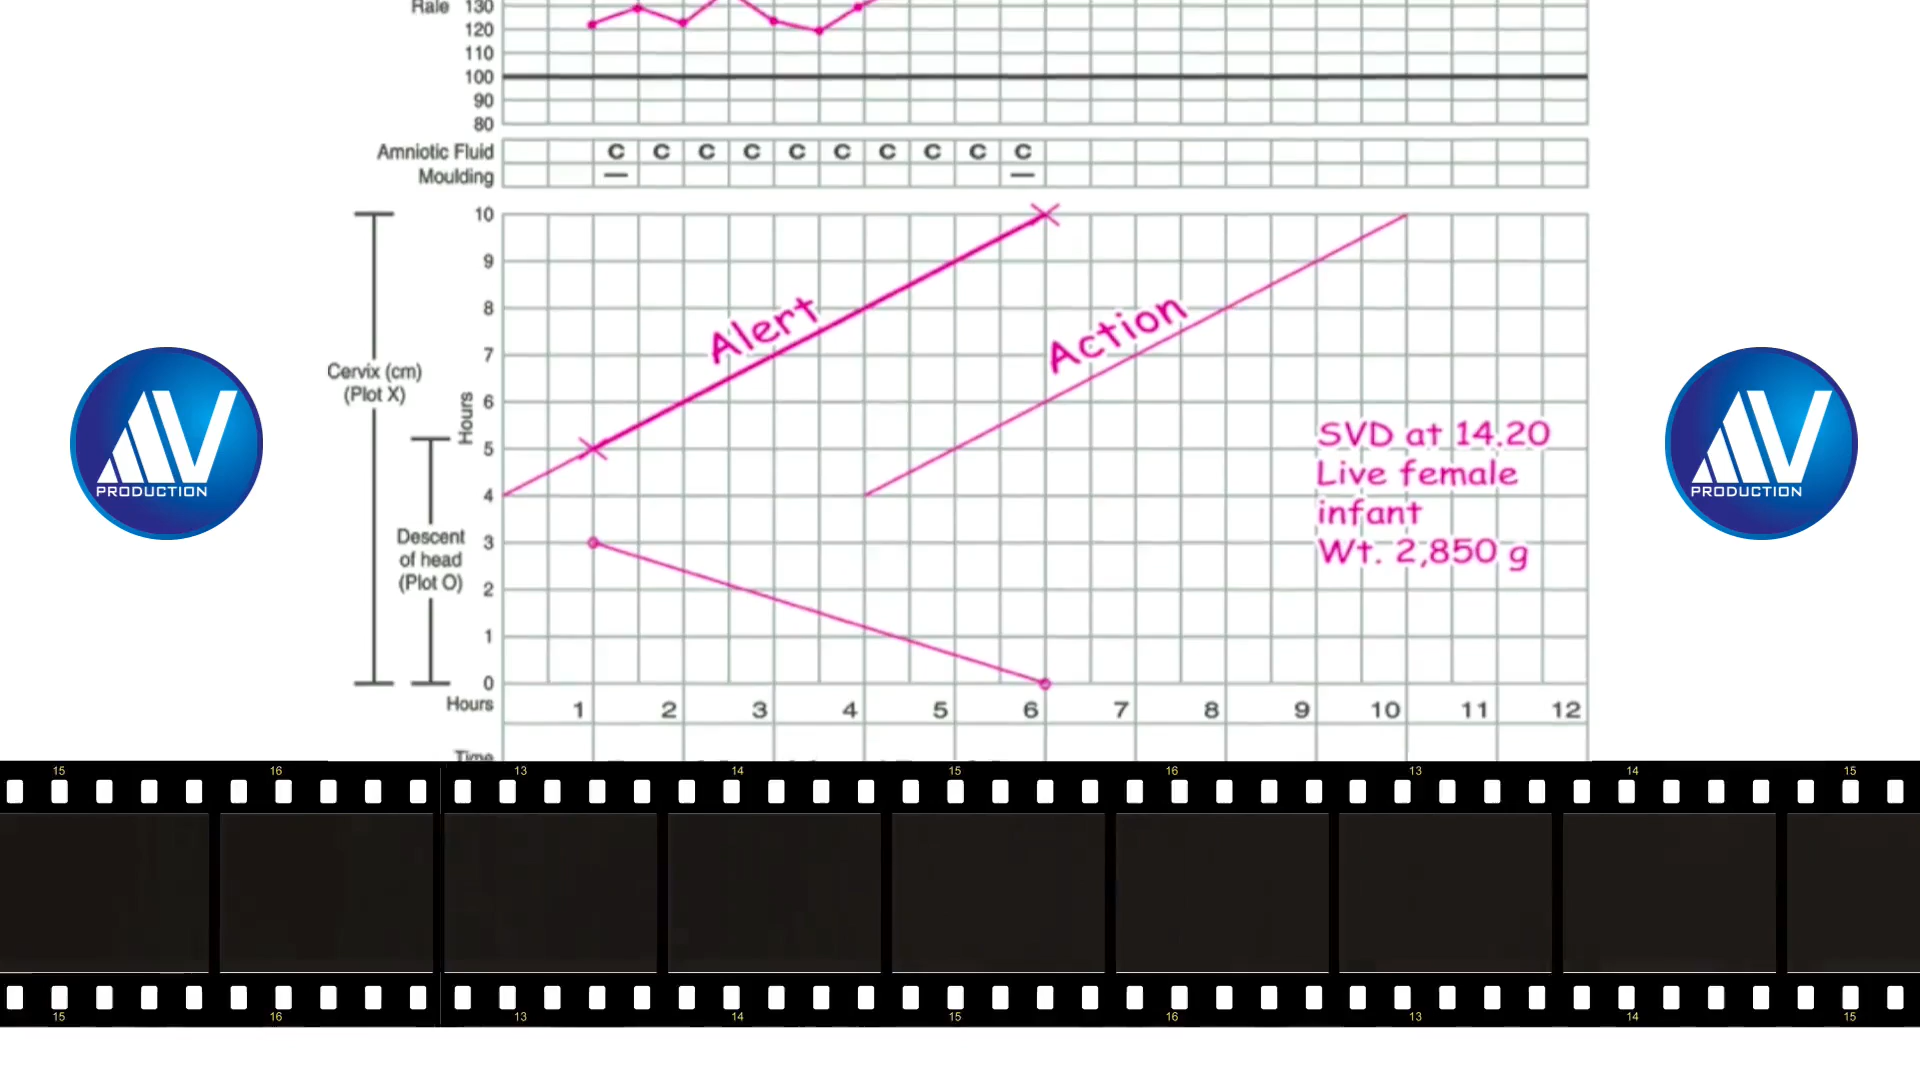 Rate 130
120
110
100
90
80
Amniotic Fluid C C C C C C C C C C
Moulding — —
10
9
8
7
6
5
4
3
2
1
0
Cervix (cm)
(Plot X)
Hours
Descent
of head
(Plot O)
Alert
Action
SVD at 14.20
Live female
infant
Wt. 2,850 g
Hours 1 2 3 4 5 6 7 8 9 10 11 12
Time
AV
PRODUCTION
AV
PRODUCTION
15 16 13 14 15 16 13 14 15
15 16 13 14 15 16 13 14 15